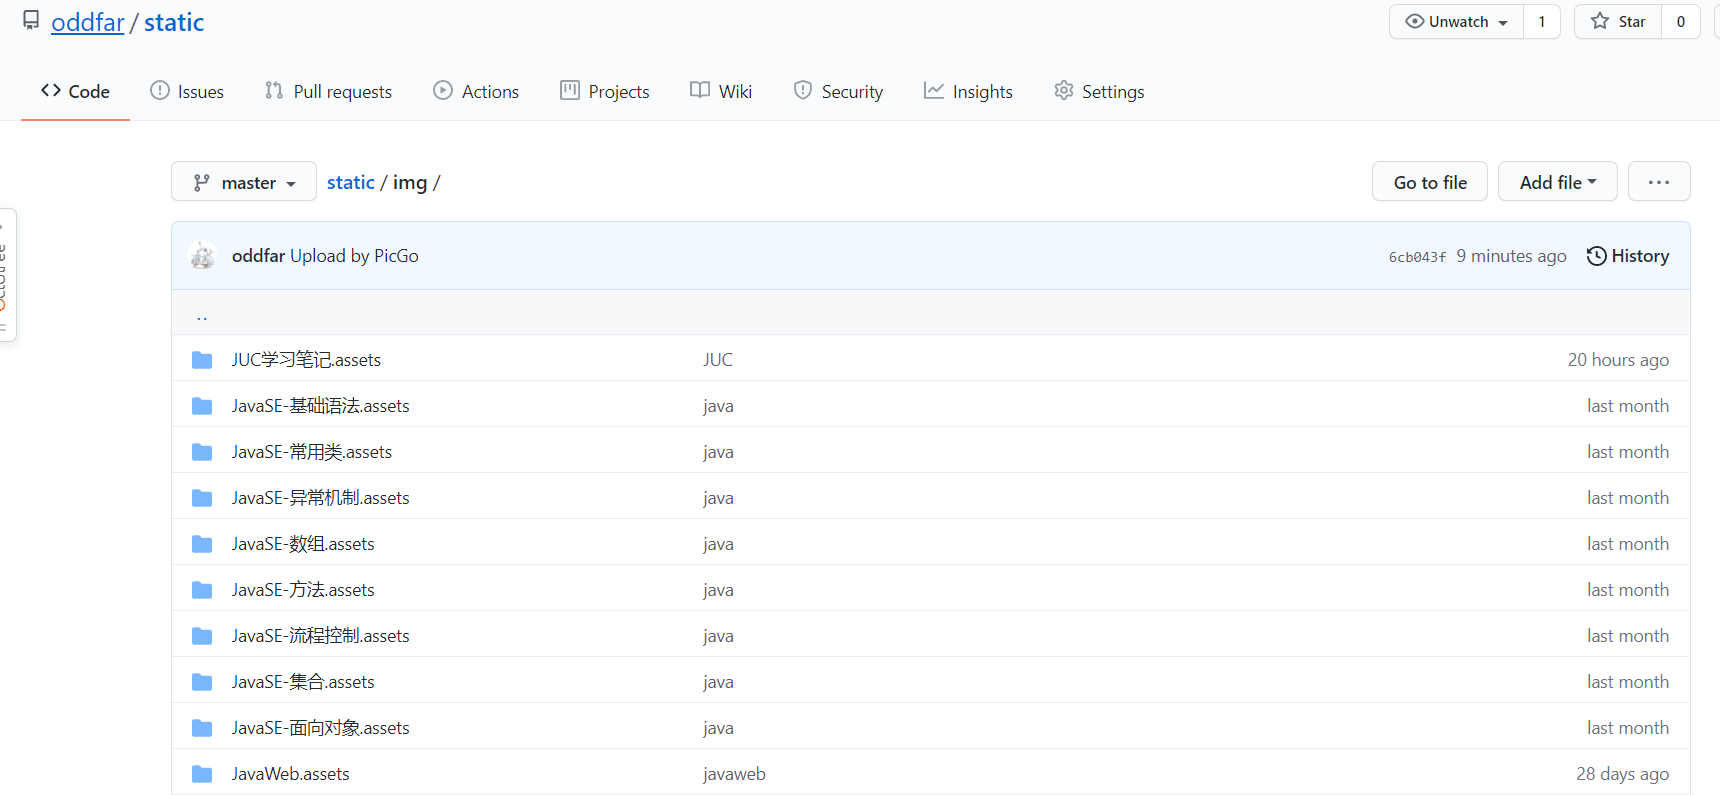 oddfar / static
Unwatch 1 Star 0
Code Issues Pull requests Actions Projects Wiki Security Insights Settings
master static / img / Go to file Add file ...
Octotree
oddfar Upload by PicGo 6cb043f 9 minutes ago History
..
JUC学习笔记.assets JUC 20 hours ago
JavaSE-基础语法.assets java last month
JavaSE-常用类.assets java last month
JavaSE-异常机制.assets java last month
JavaSE-数组.assets java last month
JavaSE-方法.assets java last month
JavaSE-流程控制.assets java last month
JavaSE-集合.assets java last month
JavaSE-面向对象.assets java last month
JavaWeb.assets javaweb 28 days ago